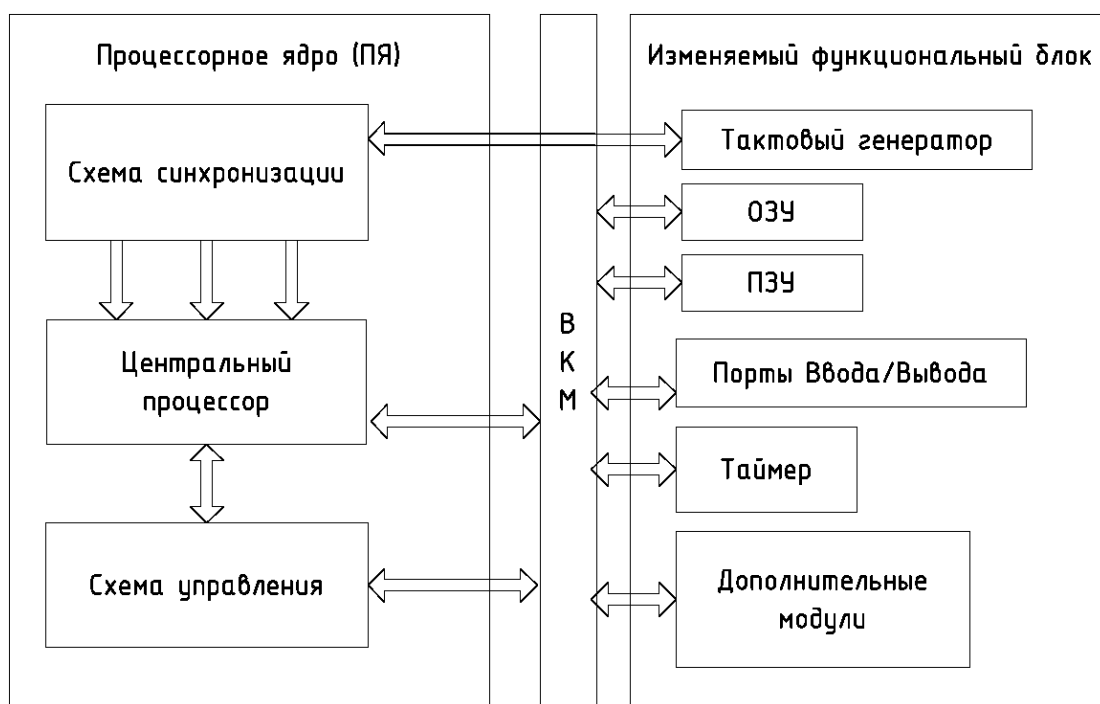 Процессорное ядро (ПЯ)
Схема синхронизации
Центральный
процессор
Схема управления
В
К
М
Изменяемый функциональный блок
Тактовый генератор
ОЗУ
ПЗУ
Порты Ввода/Вывода
Таймер
Дополнительные
модули